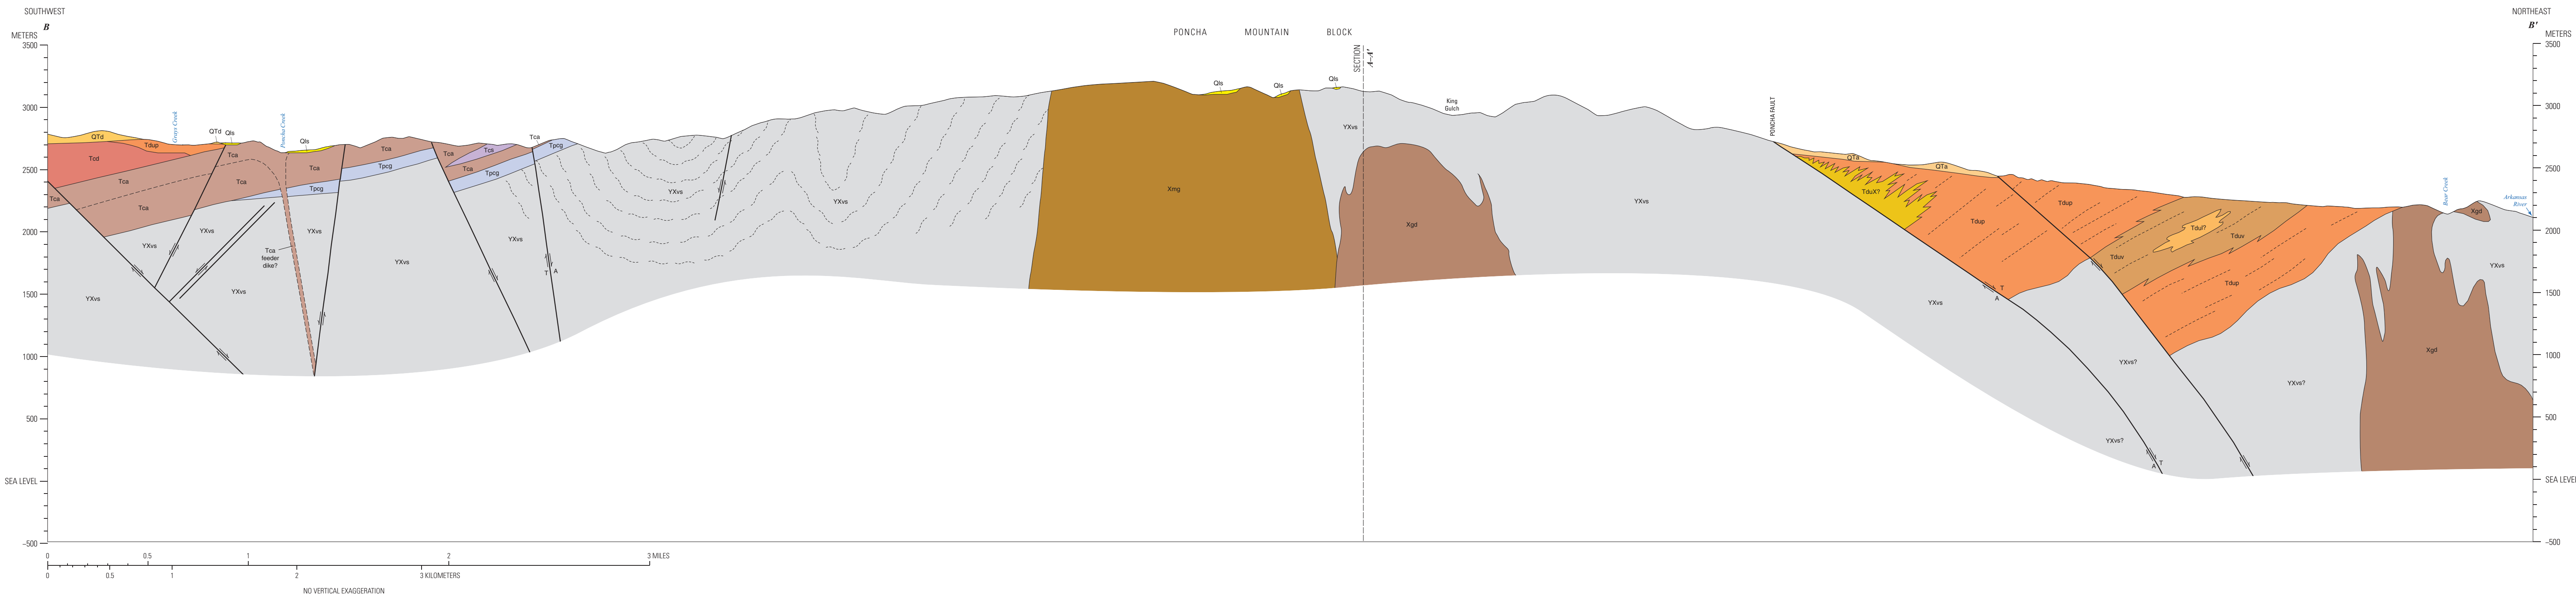 SOUTHWEST
NORTHEAST
B
B'
METERS
METERS
PONCHA MOUNTAIN BLOCK
SECTION
A–A'
3500
3000
2500
2000
1500
1000
500
SEA LEVEL
–500
3500
3000
2500
2000
1500
1000
500
SEA LEVEL
–500
Grays Creek
Poncha Creek
King
Gulch
PONCHA FAULT
Bear Creek
Arkansas
River
QTd
Tdup
QTd
Qls
Qls
Tcd
Tca
Tca
Tca
Tca
Tca
Tca
Tpcg
Tca
Tpcg
Tca
Tcs
Tca
Tpcg
Tca
Tpcg
YXvs
YXvs
YXvs
YXvs
YXvs
Tca
feeder
dike?
YXvs
YXvs
T A
YXvs
YXvs
Xmg
Qls
Qls
Qls
YXvs
Xgd
YXvs
QTa
QTa
TduX?
Tdup
Tdup
Tduv
Tdul?
Tduv
Tdup
T
A
YXvs
YXvs?
YXvs?
YXvs?
A T
Xgd
Xgd
YXvs
0 0.5 1 2 3 MILES
0 0.5 1 2 3 KILOMETERS
NO VERTICAL EXAGGERATION